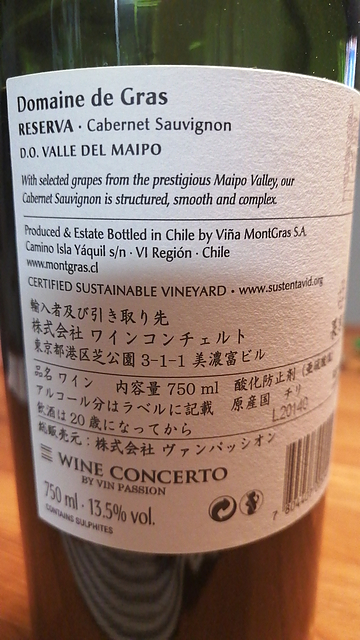 Domaine de Gras
RESERVA · Cabernet Sauvignon
D.O. VALLE DEL MAIPO
With selected grapes from the prestigious Maipo Valley, our
Cabernet Sauvignon is structured, smooth and complex.
Produced & Estate Bottled in Chile by Viña MontGras S.A.
Camino Isla Yáquil s/n · VI Región · Chile
www.montgras.cl
CERTIFIED SUSTAINABLE VINEYARD · www.sustentavid.org
輸入者及び引き取り先
株式会社 ワインコンチェルト
東京都港区芝公園 3-1-1 美濃富ビル
品名 ワイン 内容量 750 ml 酸化防止剤 (亜硫酸塩)
アルコール分はラベルに記載 原産国 チリ
飲酒は20歳になってから L20140
総販売元:株式会社 ヴァンパッシオン
WINE CONCERTO
BY VIN PASSION
750 ml · 13.5% vol.
CONTAINS SULPHITES